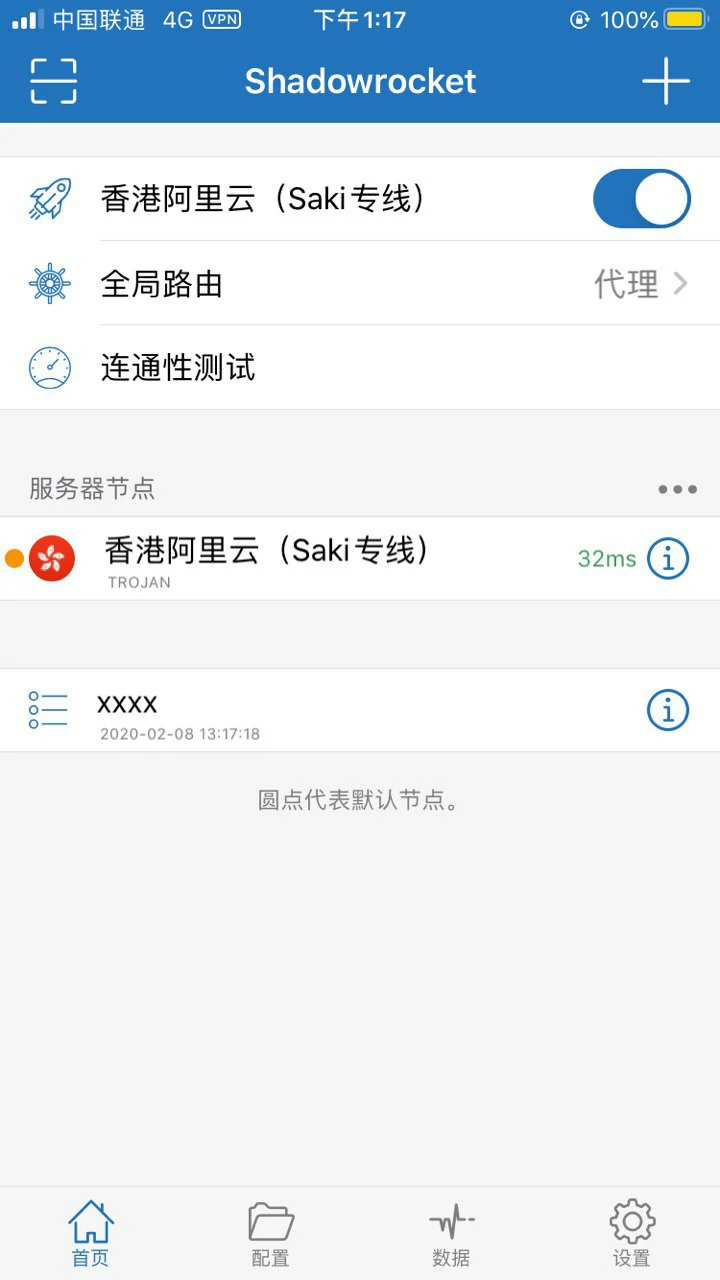 中国联通 4G VPN 下午1:17 100%
Shadowrocket
香港阿里云（Saki专线）
全局路由 代理
连通性测试
服务器节点
香港阿里云（Saki专线） 32ms
TROJAN
xxxx
2020-02-08 13:17:18
圆点代表默认节点。
首页 配置 数据 设置